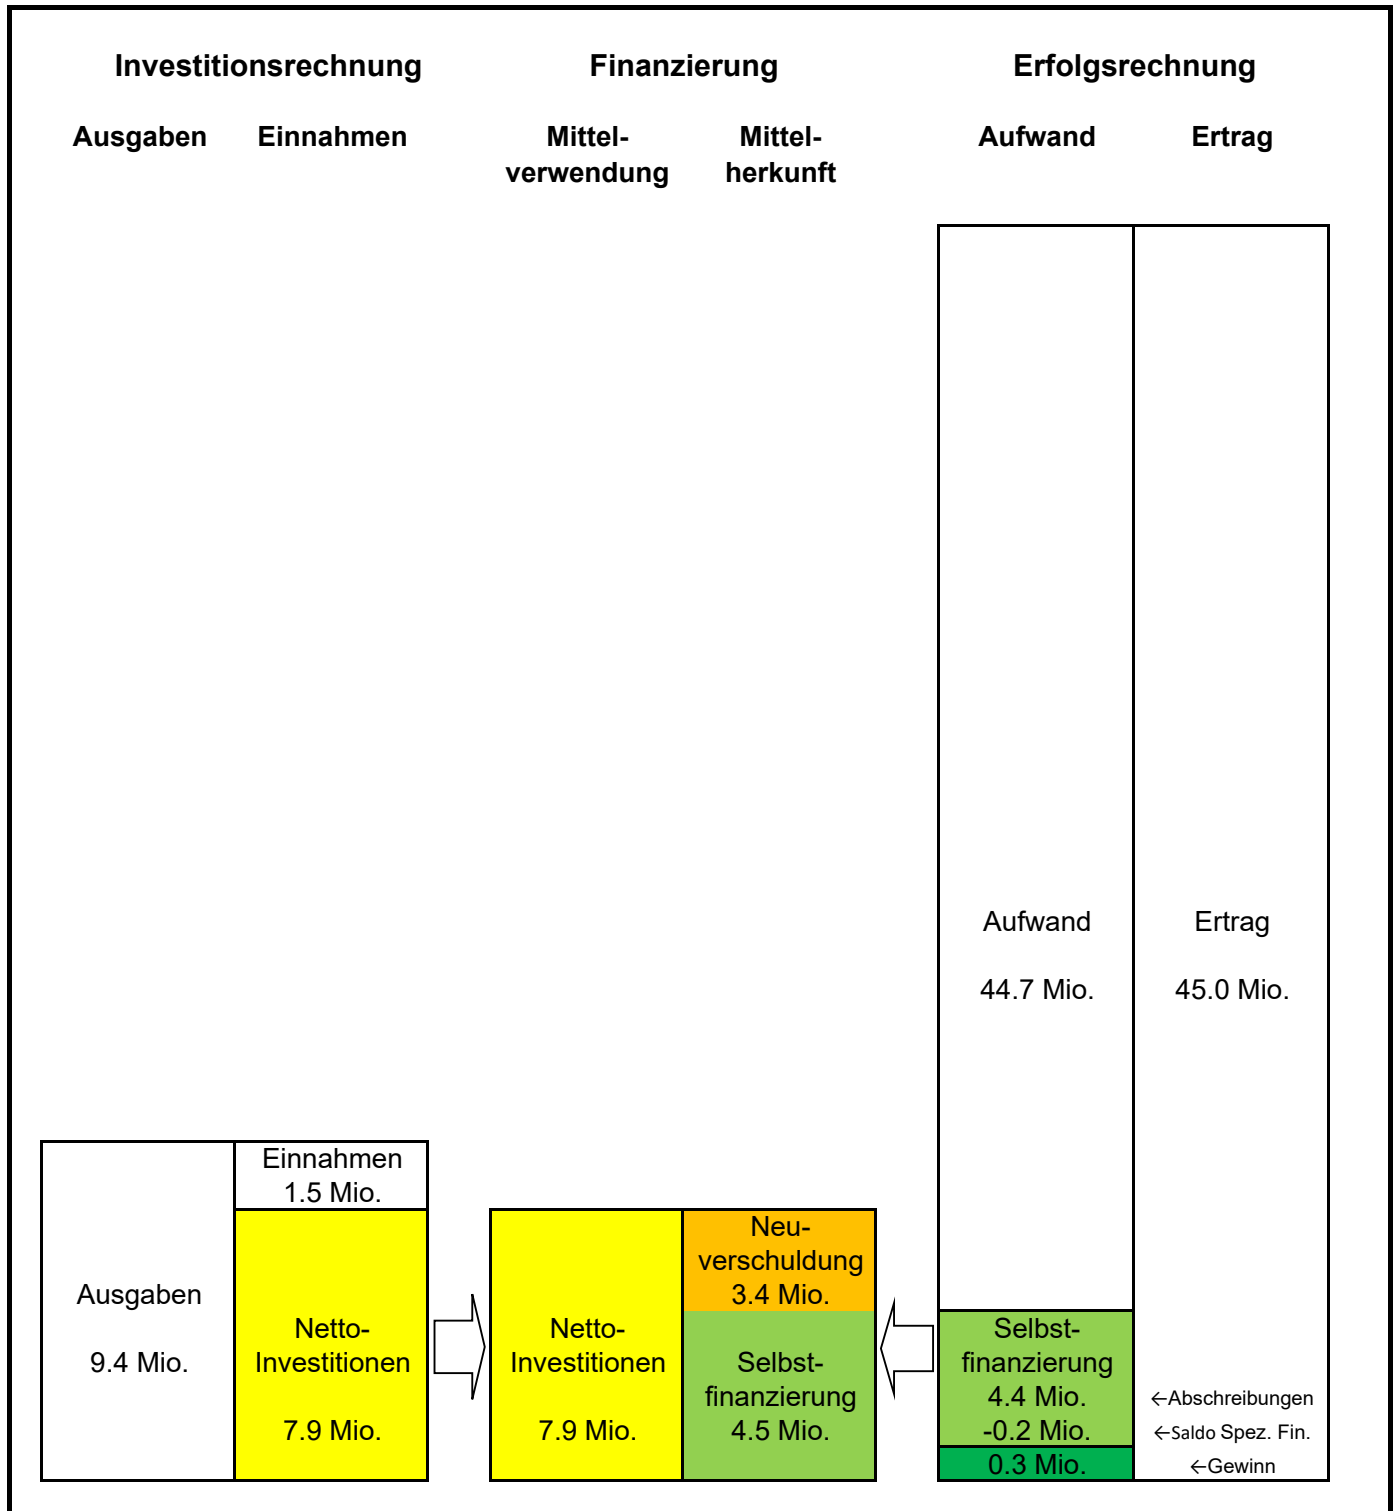 Investitionsrechnung Finanzierung Erfolgsrechnung
Ausgaben Einnahmen Mittel- Mittel- Aufwand Ertrag
verwendung herkunft
Aufwand Ertrag
44.7 Mio. 45.0 Mio.
Einnahmen
1.5 Mio.
Neu-
verschuldung
Ausgaben 3.4 Mio.
Netto- Netto- Selbst-
9.4 Mio. Investitionen Investitionen Selbst- finanzierung
finanzierung 4.4 Mio. ←Abschreibungen
7.9 Mio. 7.9 Mio. 4.5 Mio. -0.2 Mio. ←Saldo Spez. Fin.
0.3 Mio. ←Gewinn